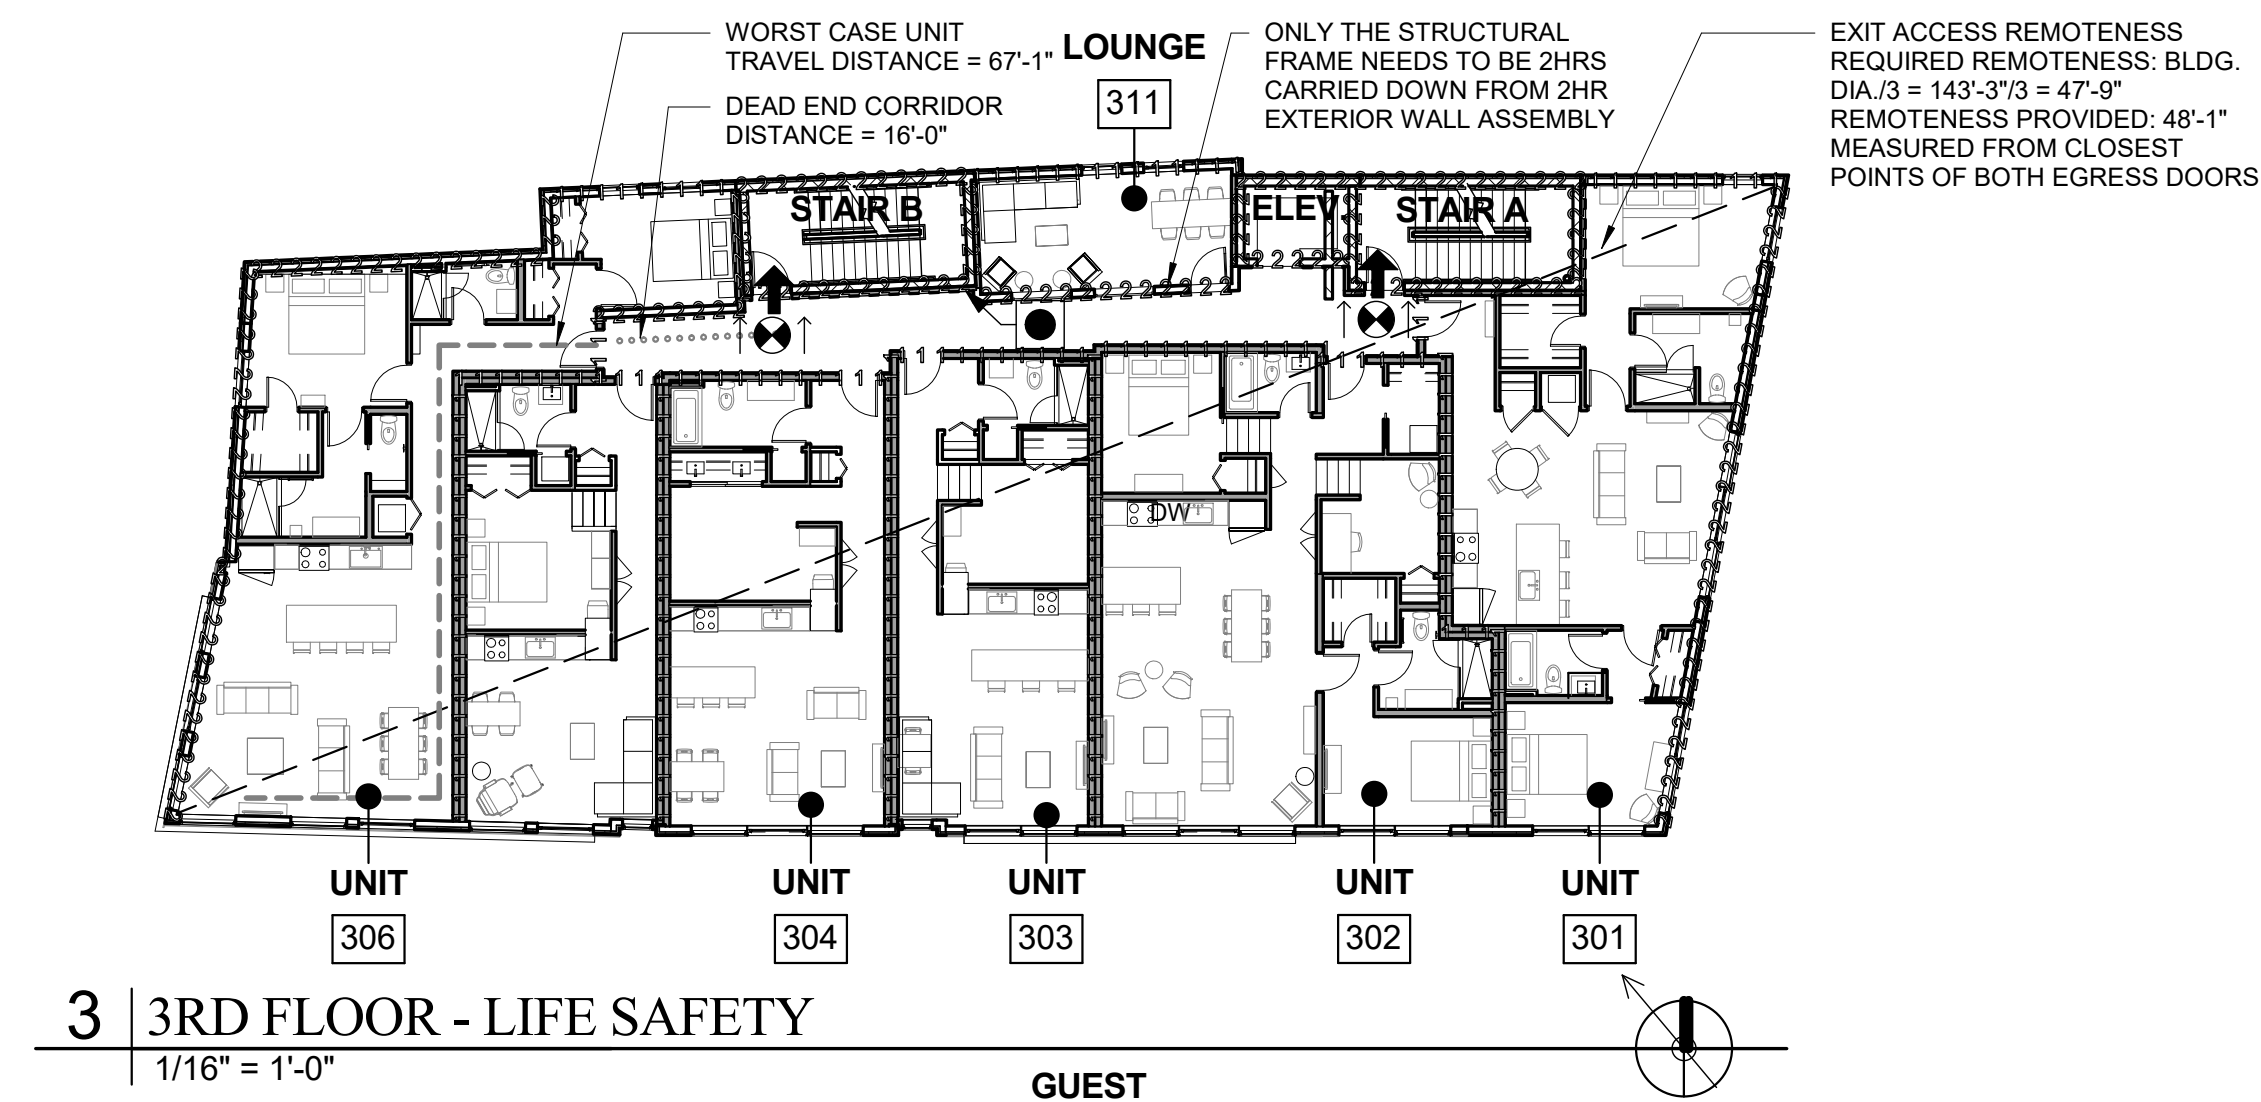 WORST CASE UNIT
TRAVEL DISTANCE = 67'-1"
DEAD END CORRIDOR
DISTANCE = 16'-0"
LOUNGE
311
ONLY THE STRUCTURAL
FRAME NEEDS TO BE 2HRS
CARRIED DOWN FROM 2HR
EXTERIOR WALL ASSEMBLY
EXIT ACCESS REMOTENESS
REQUIRED REMOTENESS: BLDG.
DIA./3 = 143'-3"/3 = 47'-9"
REMOTENESS PROVIDED: 48'-1"
MEASURED FROM CLOSEST
POINTS OF BOTH EGRESS DOORS
STAIR B
ELEV.
STAIR A
DW
UNIT
306
UNIT
304
UNIT
303
UNIT
302
UNIT
301
3
3RD FLOOR - LIFE SAFETY
1/16" = 1'-0"
GUEST